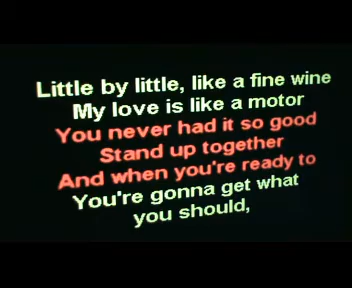 Little by little, like a fine wine
My love is like a motor
You never had it so good
Stand up together
And when you're ready to
You're gonna get what
you should,